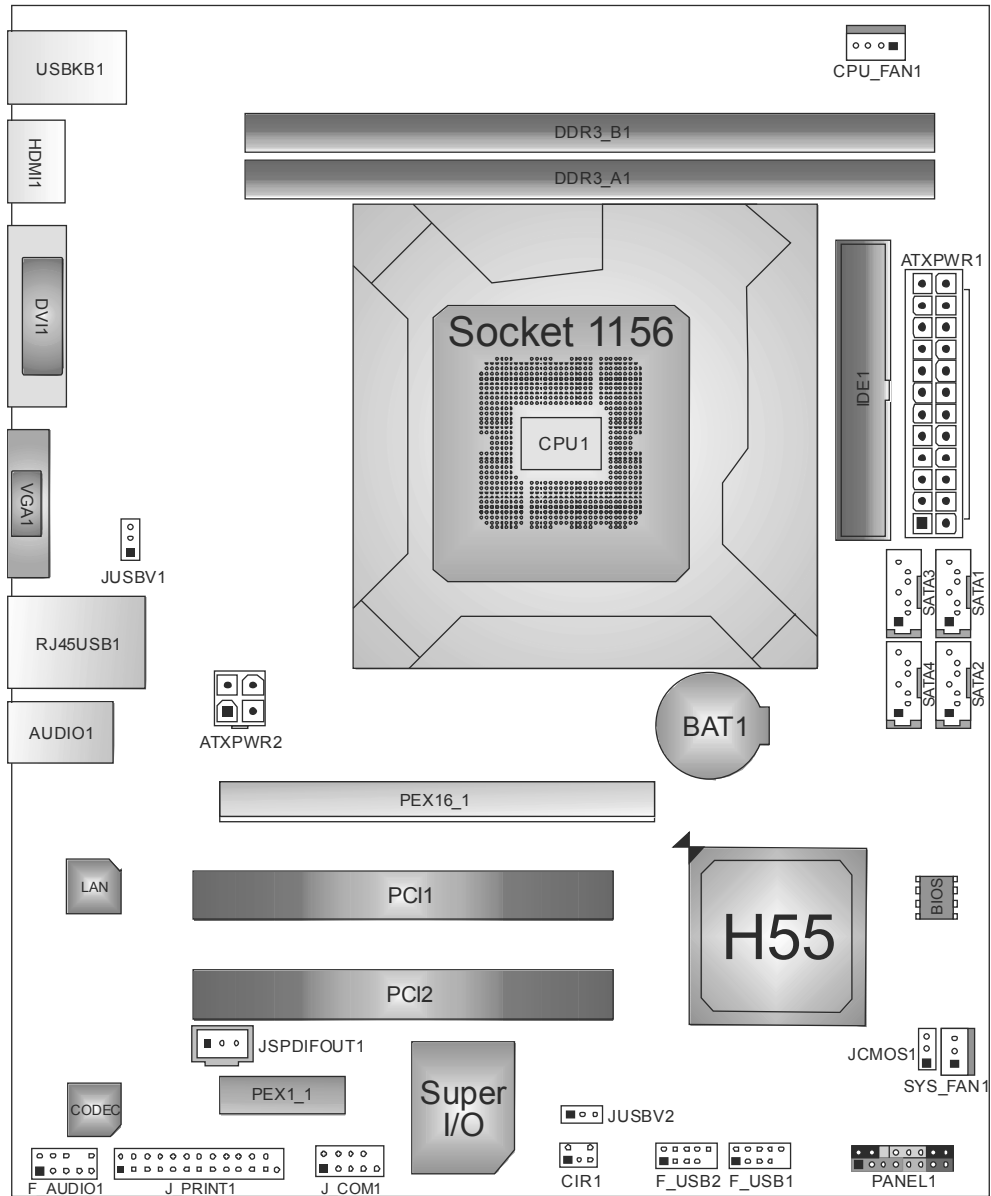 USBKB1
CPU_FAN1
HDMI1
DDR3_B1
DDR3_A1
DVI1
ATXPWR1
Socket 1156
CPU1
IDE1
VGA1
JUSBV1
SATA3
SATA1
RJ45USB1
SATA4
SATA2
ATXPWR2
AUDIO1
BAT1
PEX16_1
LAN
PCI1
BIOS
H55
PCI2
JSPDIFOUT1
JCMOS1
SYS_FAN1
PEX1_1
Super
I/O
CODEC
JUSBV2
F_AUDIO1
J_PRINT1
J_COM1
CIR1
F_USB2
F_USB1
PANEL1